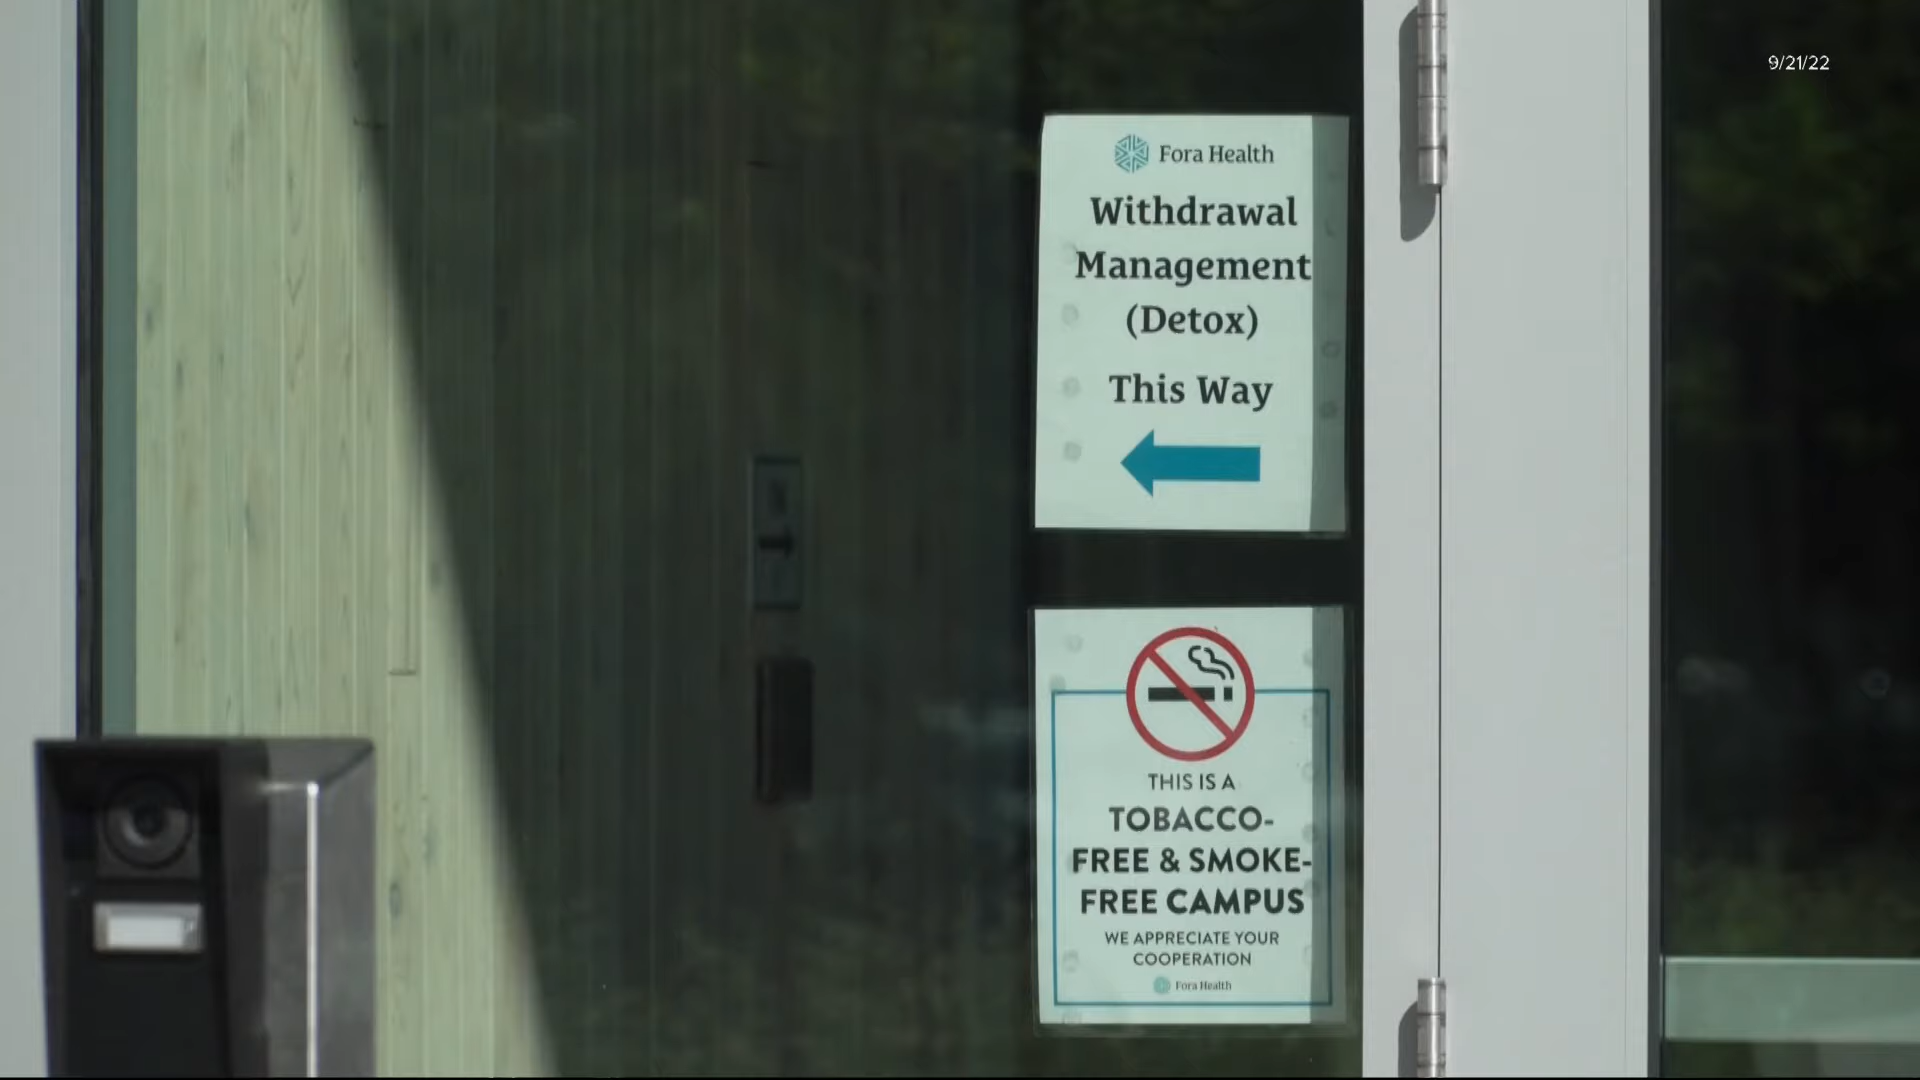 9/21/22
Fora Health
Withdrawal
Management
(Detox)
This Way
THIS IS A
TOBACCO-
FREE & SMOKE-
FREE CAMPUS
WE APPRECIATE YOUR
COOPERATION
Fora Health